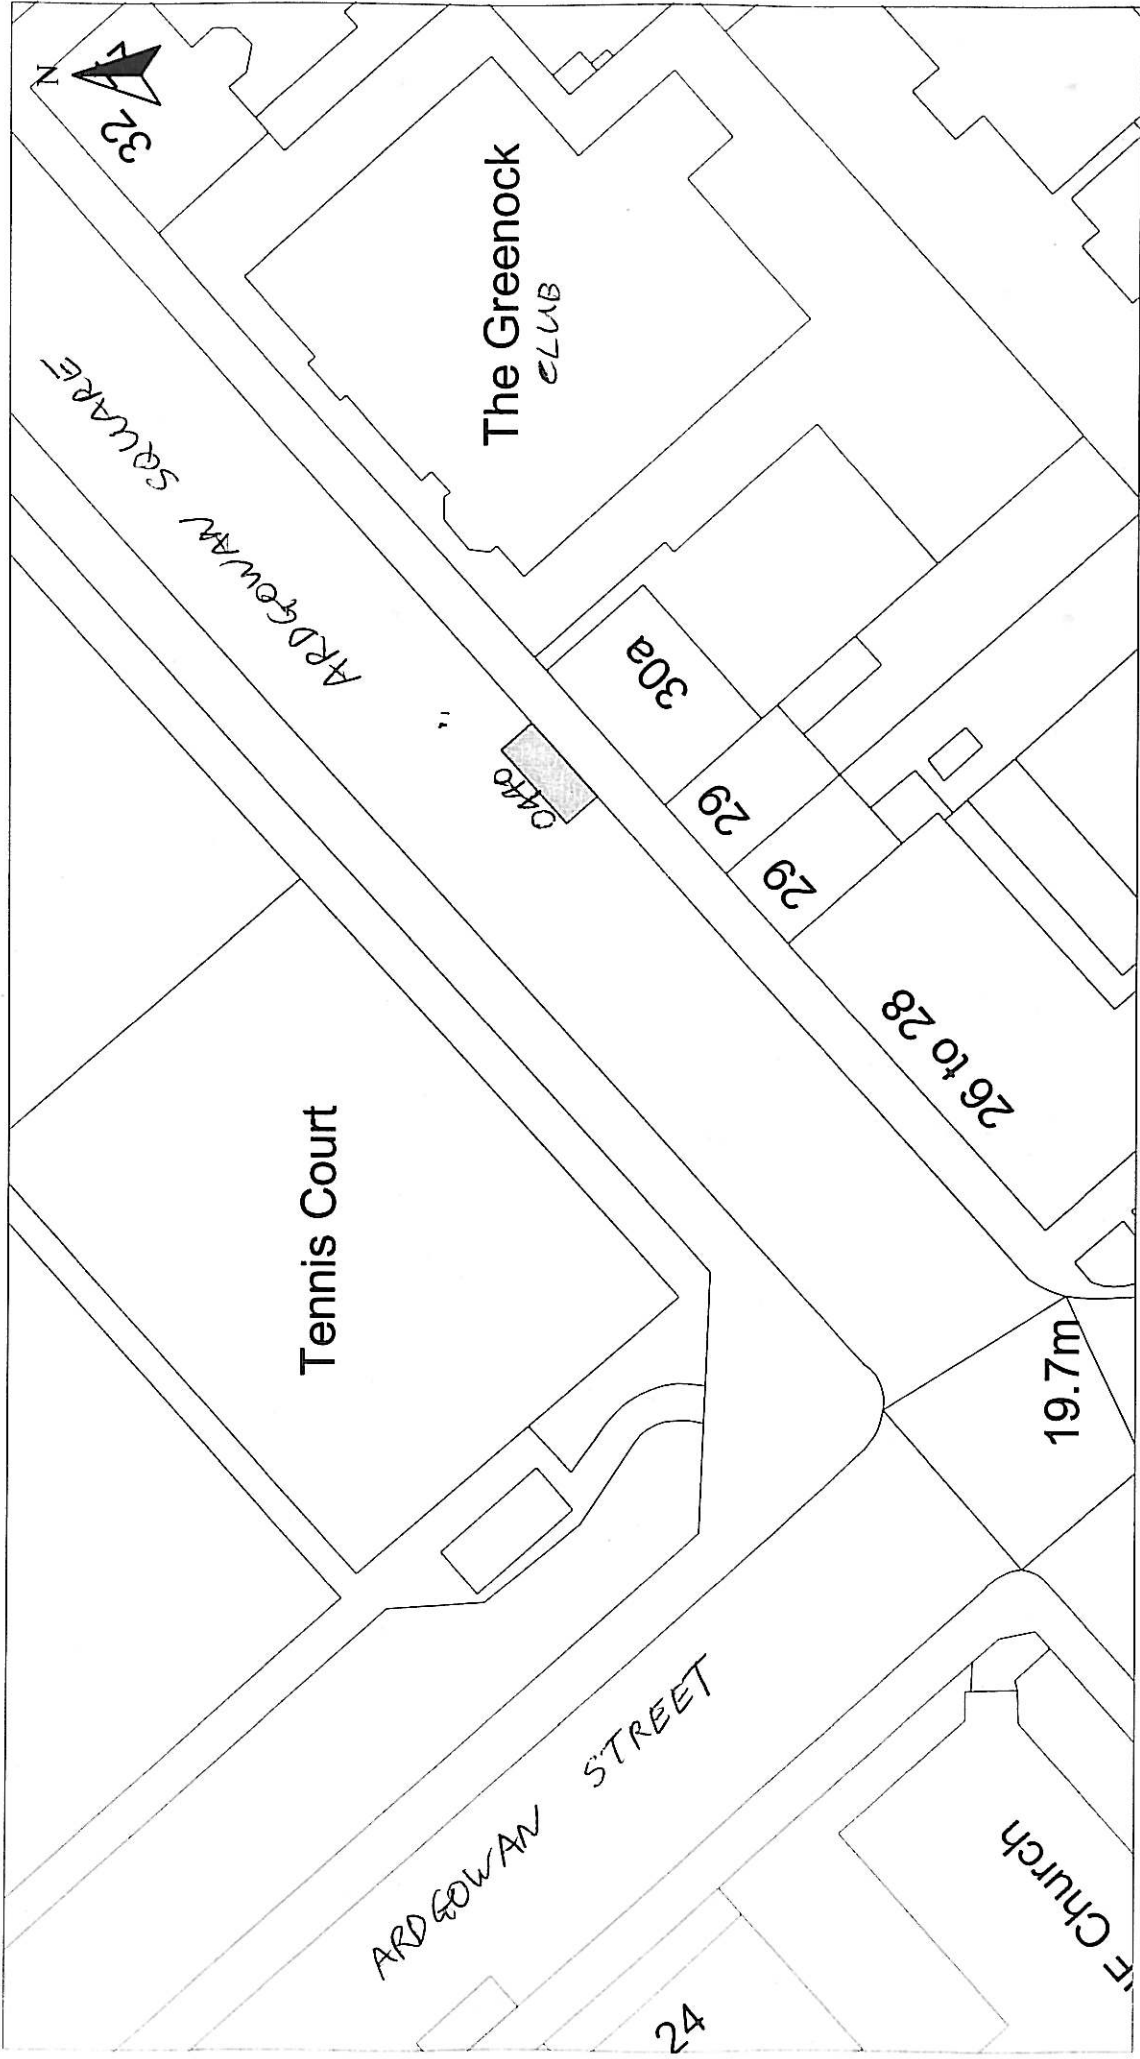 N
32
ARDGOWAN SQUARE
The Greenock
CLUB
0440
30a
29
29
26 to 28
Tennis Court
19.7m
ARDGOWAN STREET
24
Church